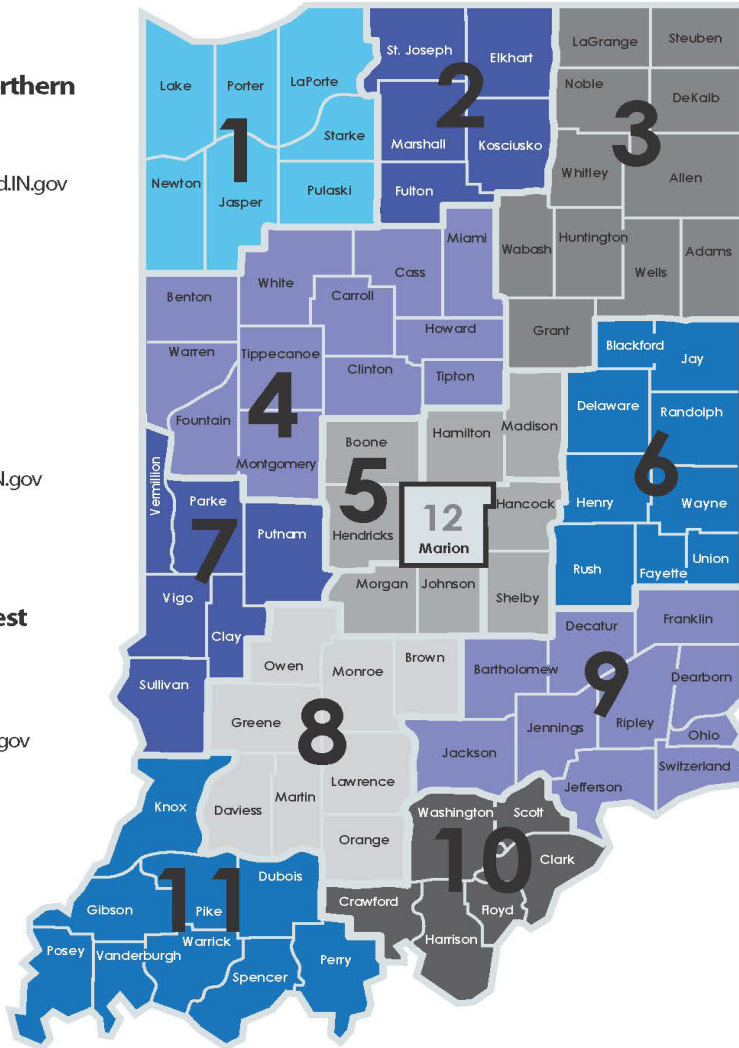 rthern
d.IN.gov
N.gov
est
gov
Lake
Porter
LaPorte
Starke
1
Newton
Jasper
Pulaski
St. Joseph
Elkhart
2
Marshall
Kosciusko
Fulton
LaGrange
Steuben
Noble
DeKalb
3
Whitley
Allen
Wabash
Huntington
Wells
Adams
Grant
White
Cass
Miami
Carroll
Benton
Howard
Warren
Tippecanoe
Clinton
Tipton
4
Fountain
Montgomery
Boone
Hamilton
Madison
5
12
Marion
Hancock
Hendricks
Morgan
Johnson
Shelby
Blackford
Jay
Delaware
Randolph
6
Henry
Wayne
Rush
Fayette
Union
Vermillion
Parke
Putnam
7
Vigo
Clay
Sullivan
Owen
Monroe
Brown
Greene
8
Lawrence
Daviess
Martin
Orange
Decatur
Franklin
Bartholomew
9
Dearborn
Jennings
Ripley
Ohio
Jackson
Switzerland
Jefferson
Washington
Scott
10
Clark
Crawford
Floyd
Harrison
Knox
11
Dubois
Gibson
Pike
Posey
Vanderburgh
Warrick
Spencer
Perry